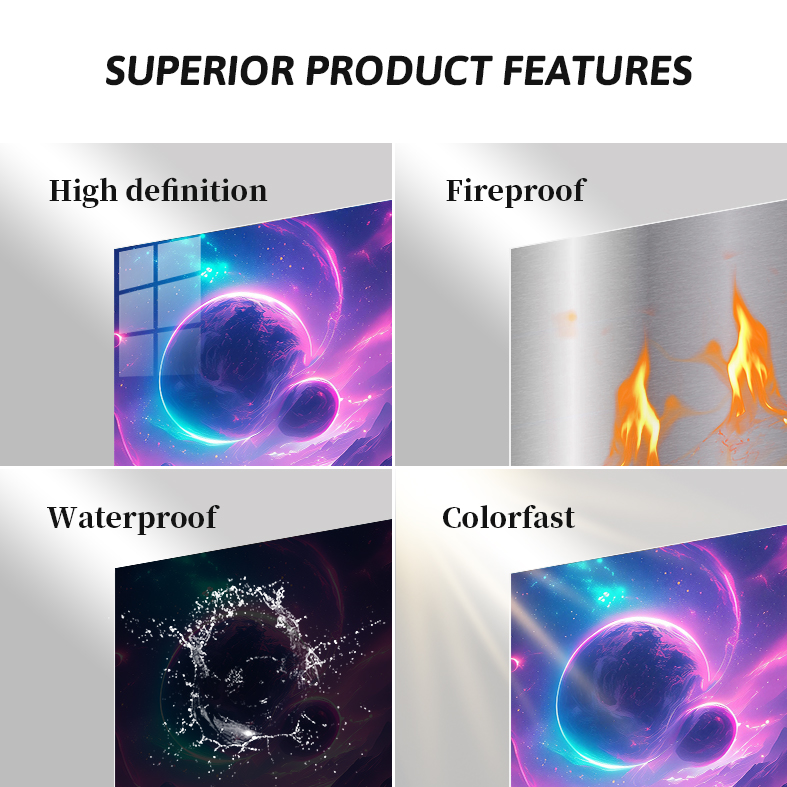 SUPERIOR PRODUCT FEATURES
High definition
Fireproof
Waterproof
Colorfast